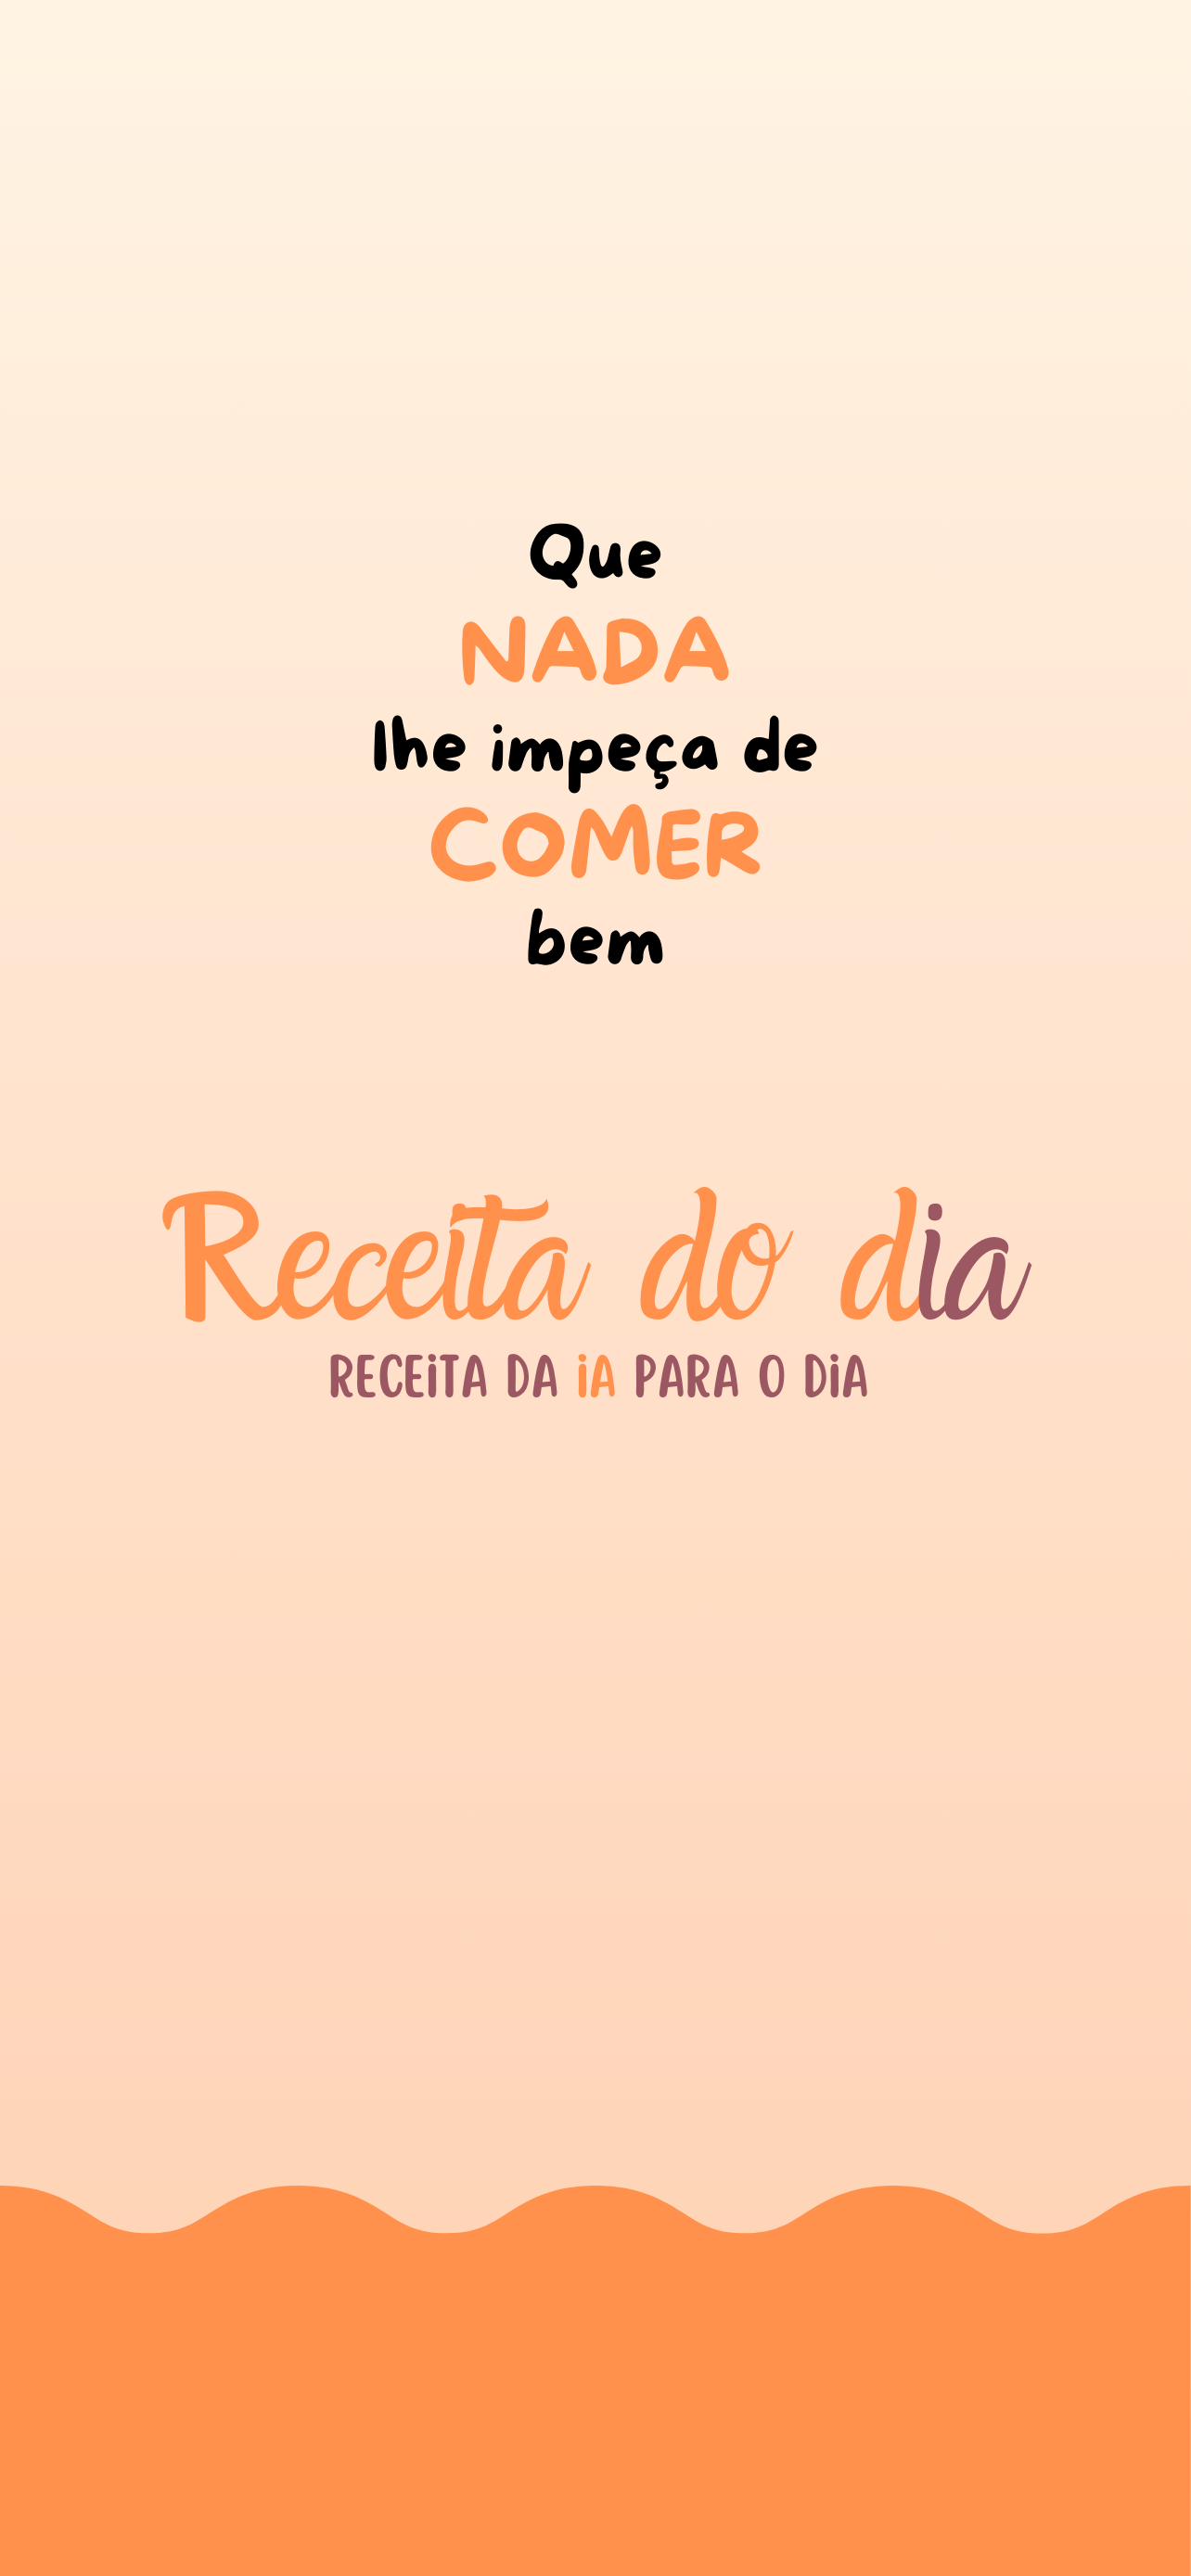 Que
NADA
lhe impeça de
COMER
bem
Receita do dia
RECEiTA DA iA PARA O DiA